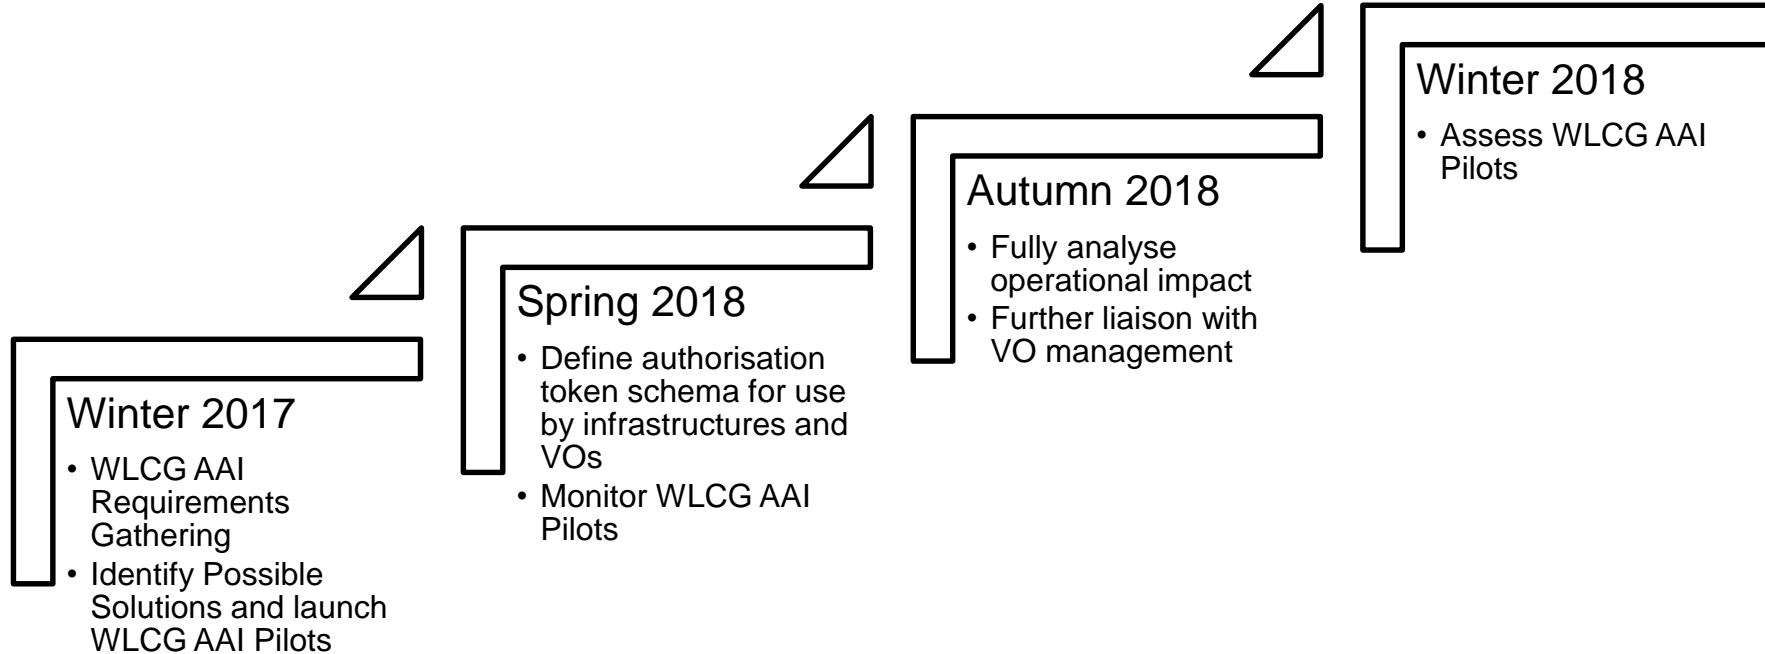 Winter 2017
• WLCG AAI
Requirements
Gathering
• Identify Possible
Solutions and launch
WLCG AAI Pilots
Spring 2018
• Define authorisation
token schema for use
by infrastructures and
VOs
• Monitor WLCG AAI
Pilots
Autumn 2018
• Fully analyse
operational impact
• Further liaison with
VO management
Winter 2018
• Assess WLCG AAI
Pilots